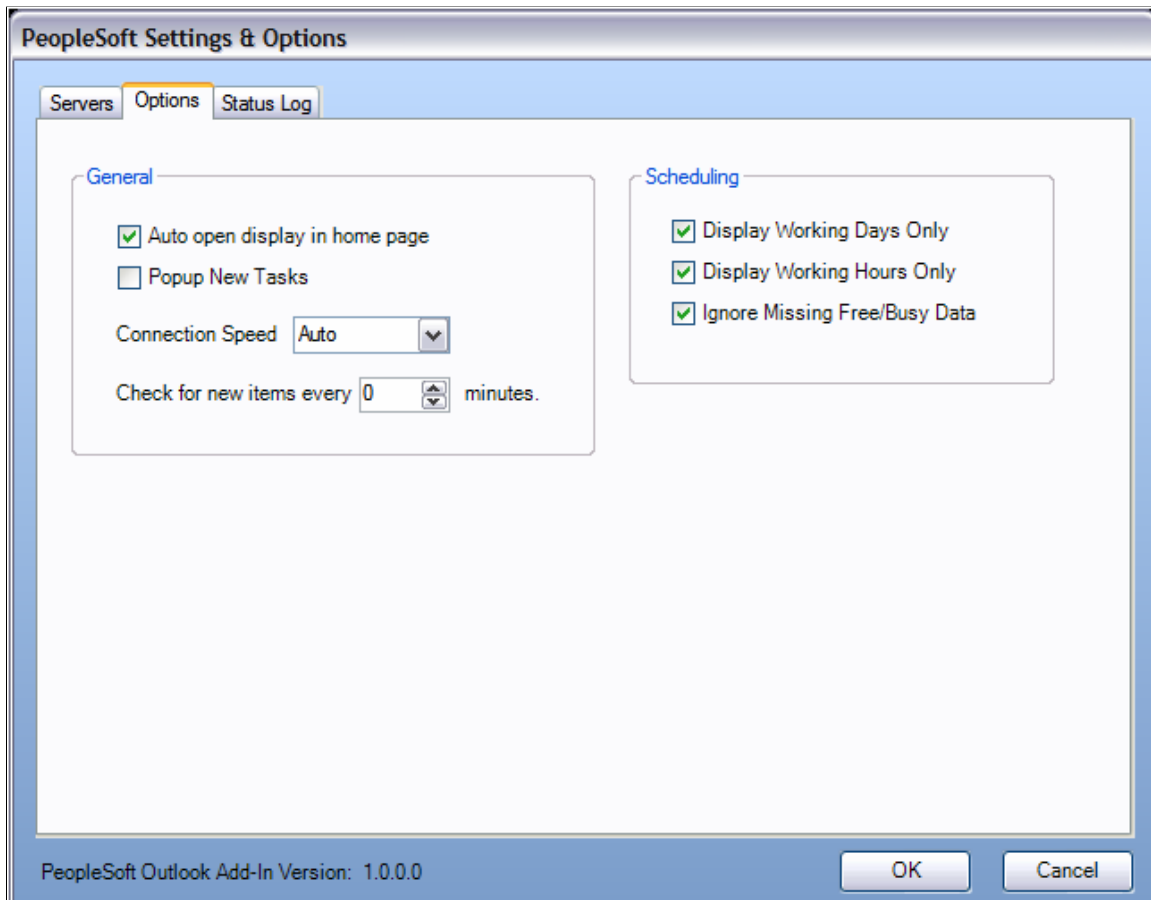 PeopleSoft Settings & Options
Servers
Options
Status Log
General
Auto open display in home page
Popup New Tasks
Connection Speed Auto
Check for new items every 0 minutes.
Scheduling
Display Working Days Only
Display Working Hours Only
Ignore Missing Free/Busy Data
PeopleSoft Outlook Add-In Version: 1.0.0.0
OK
Cancel